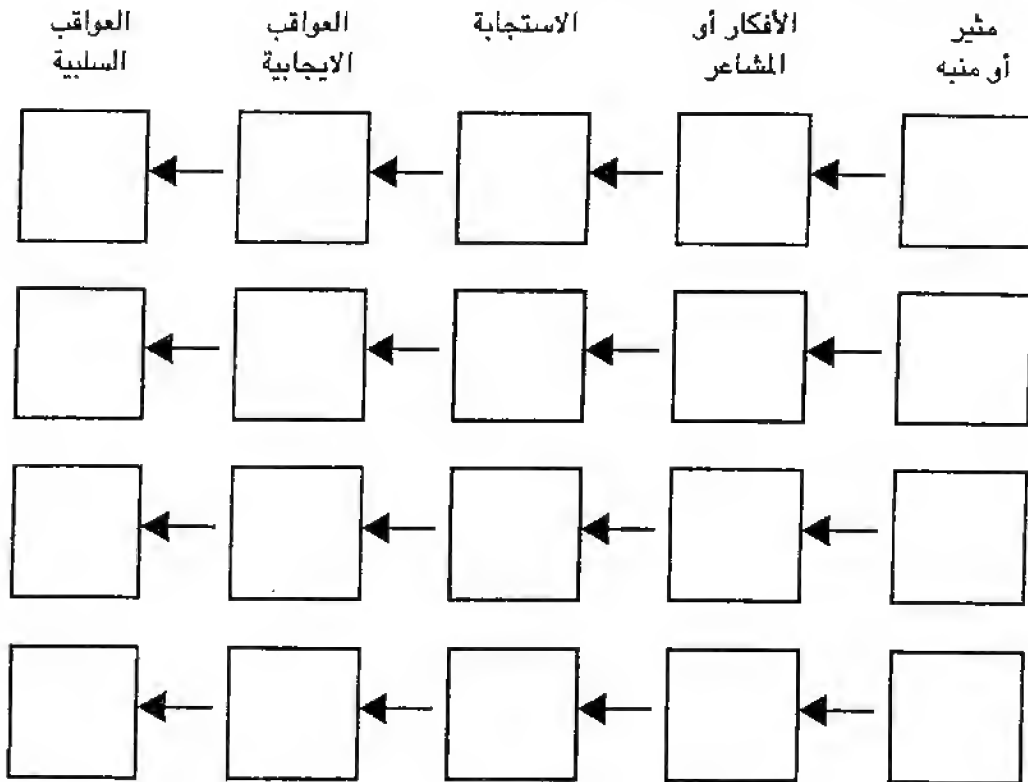 مثير
أو منبه
الأفكار أو
المشاعر
الاستجابة
العواقب
الايجابية
العواقب
السلبية